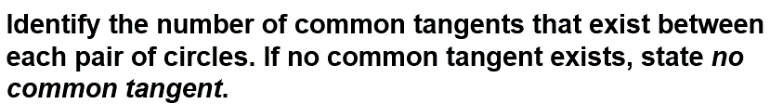 Identify the number of common tangents that exist between
each pair of circles. If no common tangent exists, state no
common tangent.